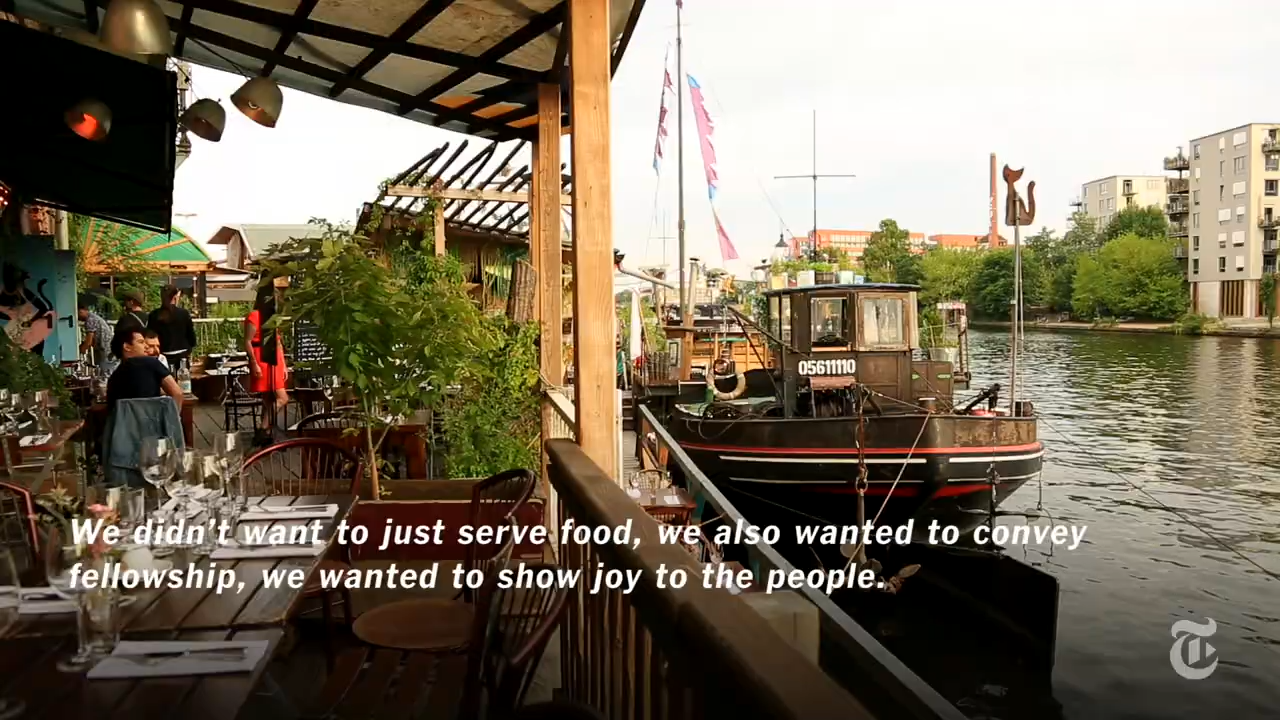 05611110
We didn't want to just serve food, we also wanted to convey
fellowship, we wanted to show joy to the people.
T